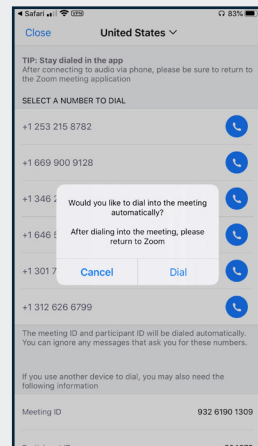 Safari VPN 83%
Close United States
TIP: Stay dialed in the app
After connecting to audio via phone, please be sure to return to
the Zoom meeting application
SELECT A NUMBER TO DIAL
+1 253 215 8782
+1 669 900 9128
+1 346 2
Would you like to dial into the meeting
automatically?
+1 646 5
After dialing into the meeting, please
return to Zoom
+1 301 7
Cancel Dial
+1 312 626 6799
The meeting ID and participant ID will be dialed automatically.
You can ignore any messages that ask you for these numbers.
If you use another device to dial, you may also need the
following information
Meeting ID 932 6190 1309